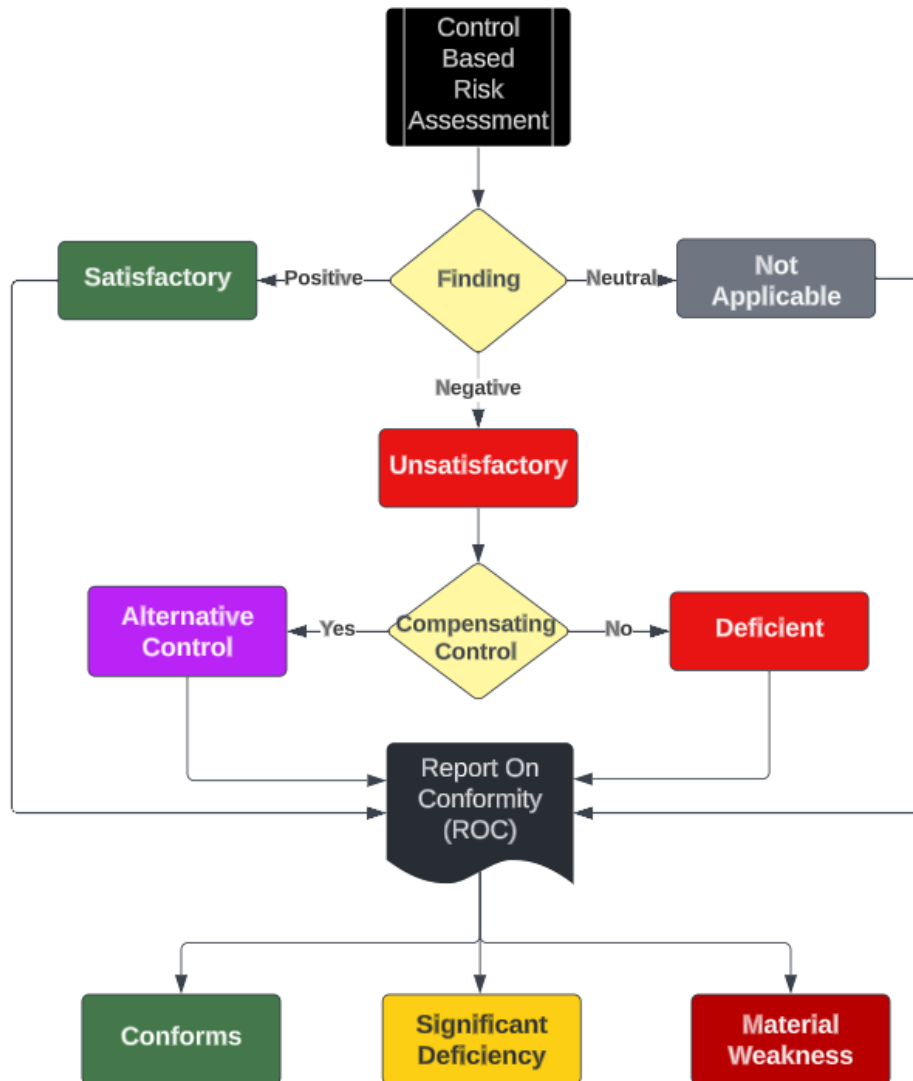 Control
Based
Risk
Assessment
Satisfactory
Positive
Finding
Neutral
Not
Applicable
Negative
Unsatisfactory
Alternative
Control
Yes
Compensating
Control
No
Deficient
Report On
Conformity
(ROC)
Conforms
Significant
Deficiency
Material
Weakness